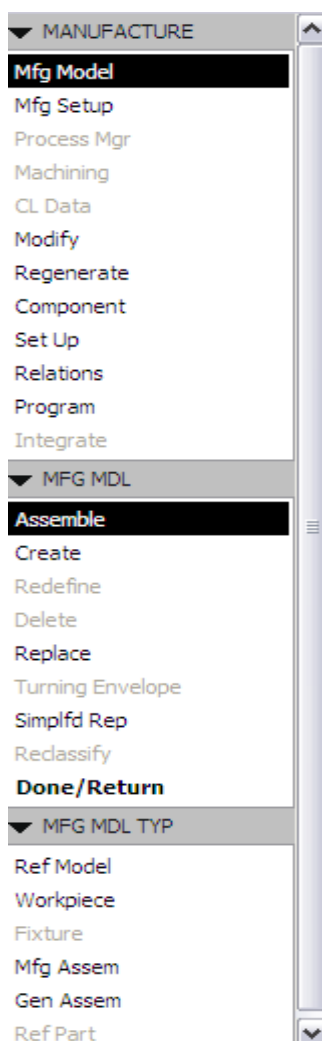 MANUFACTURE
Mfg Model
Mfg Setup
Process Mgr
Machining
CL Data
Modify
Regenerate
Component
Set Up
Relations
Program
Integrate
MFG MDL
Assemble
Create
Redefine
Delete
Replace
Turning Envelope
Simplfd Rep
Reclassify
Done/Return
MFG MDL TYP
Ref Model
Workpiece
Fixture
Mfg Assem
Gen Assem
Ref Part